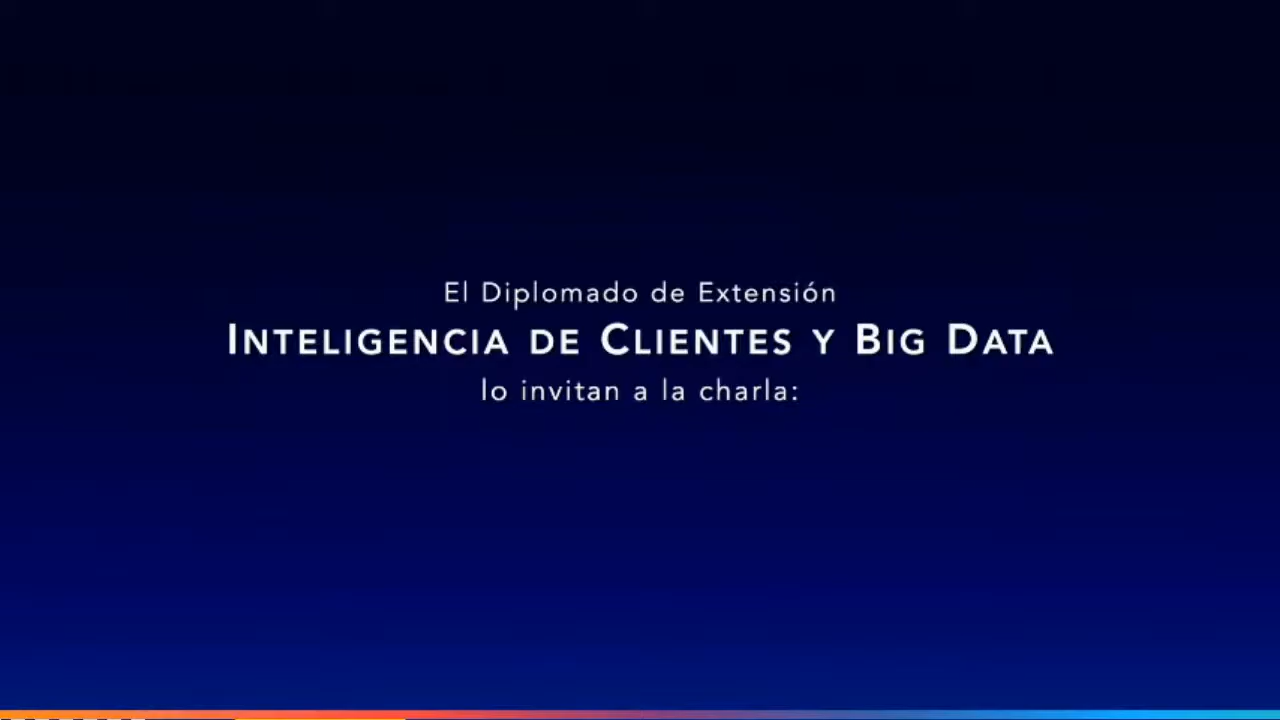 El Diplomado de Extensión
INTELIGENCIA DE CLIENTES Y BIG DATA
lo invitan a la charla: